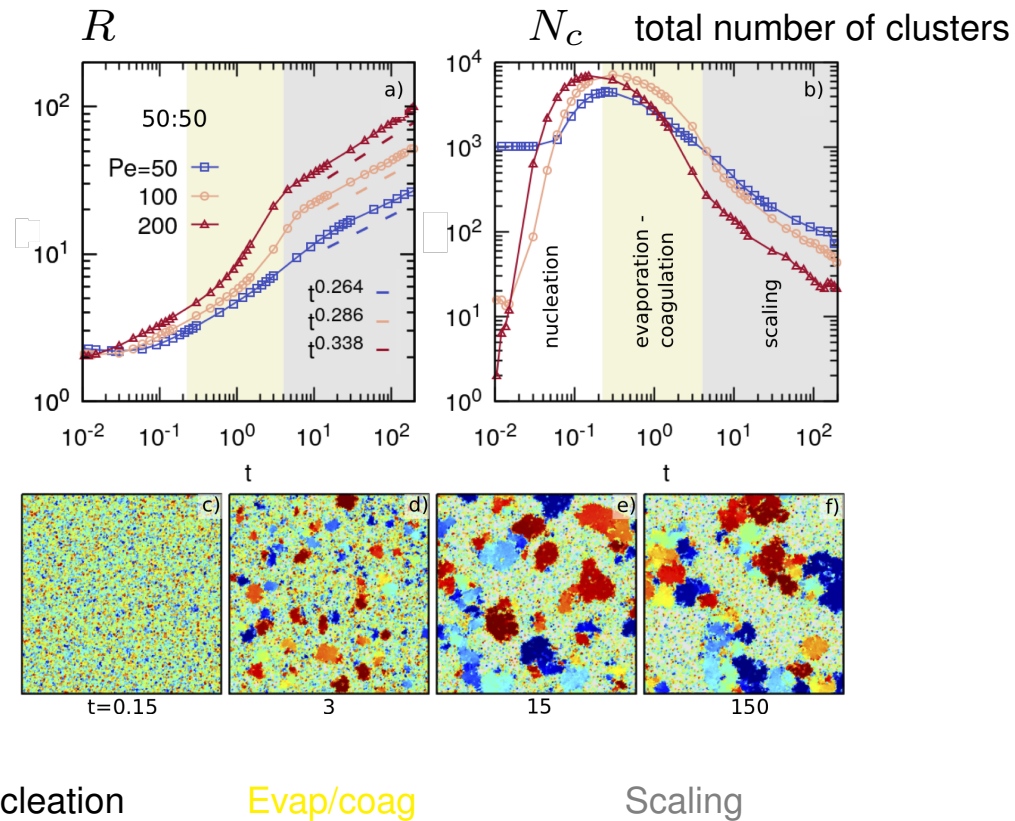 R
N_c total number of clusters
a)
50:50
Pe=50
100
200
t^0.264
t^0.286
t^0.338
10^2
10^1
10^0
10^-2 10^-1 10^0 10^1 10^2
t
b)
10^4
10^3
10^2
10^1
10^0
nucleation
evaporation -
coagulation
scaling
10^-2 10^-1 10^0 10^1 10^2
t
c) d) e) f)
t=0.15 3 15 150
cleation Evap/coag Scaling